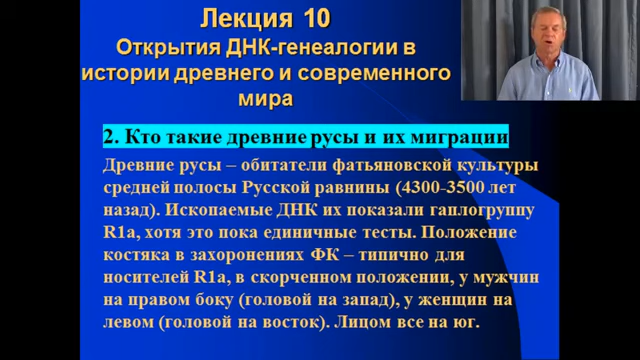 Лекция 10
Открытия ДНК-генеалогии в
истории древнего и современного
мира
2. Кто такие древние русы и их миграции
Древние русы – обитатели фатьяновской культуры
средней полосы Русской равнины (4300-3500 лет
назад). Ископаемые ДНК их показали гаплогруппу
R1a, хотя это пока единичные тесты. Положение
костяка в захоронениях ФК – типично для
носителей R1a, в скорченном положении, у мужчин
на правом боку (головой на запад), у женщин на
левом (головой на восток). Лицом все на юг.